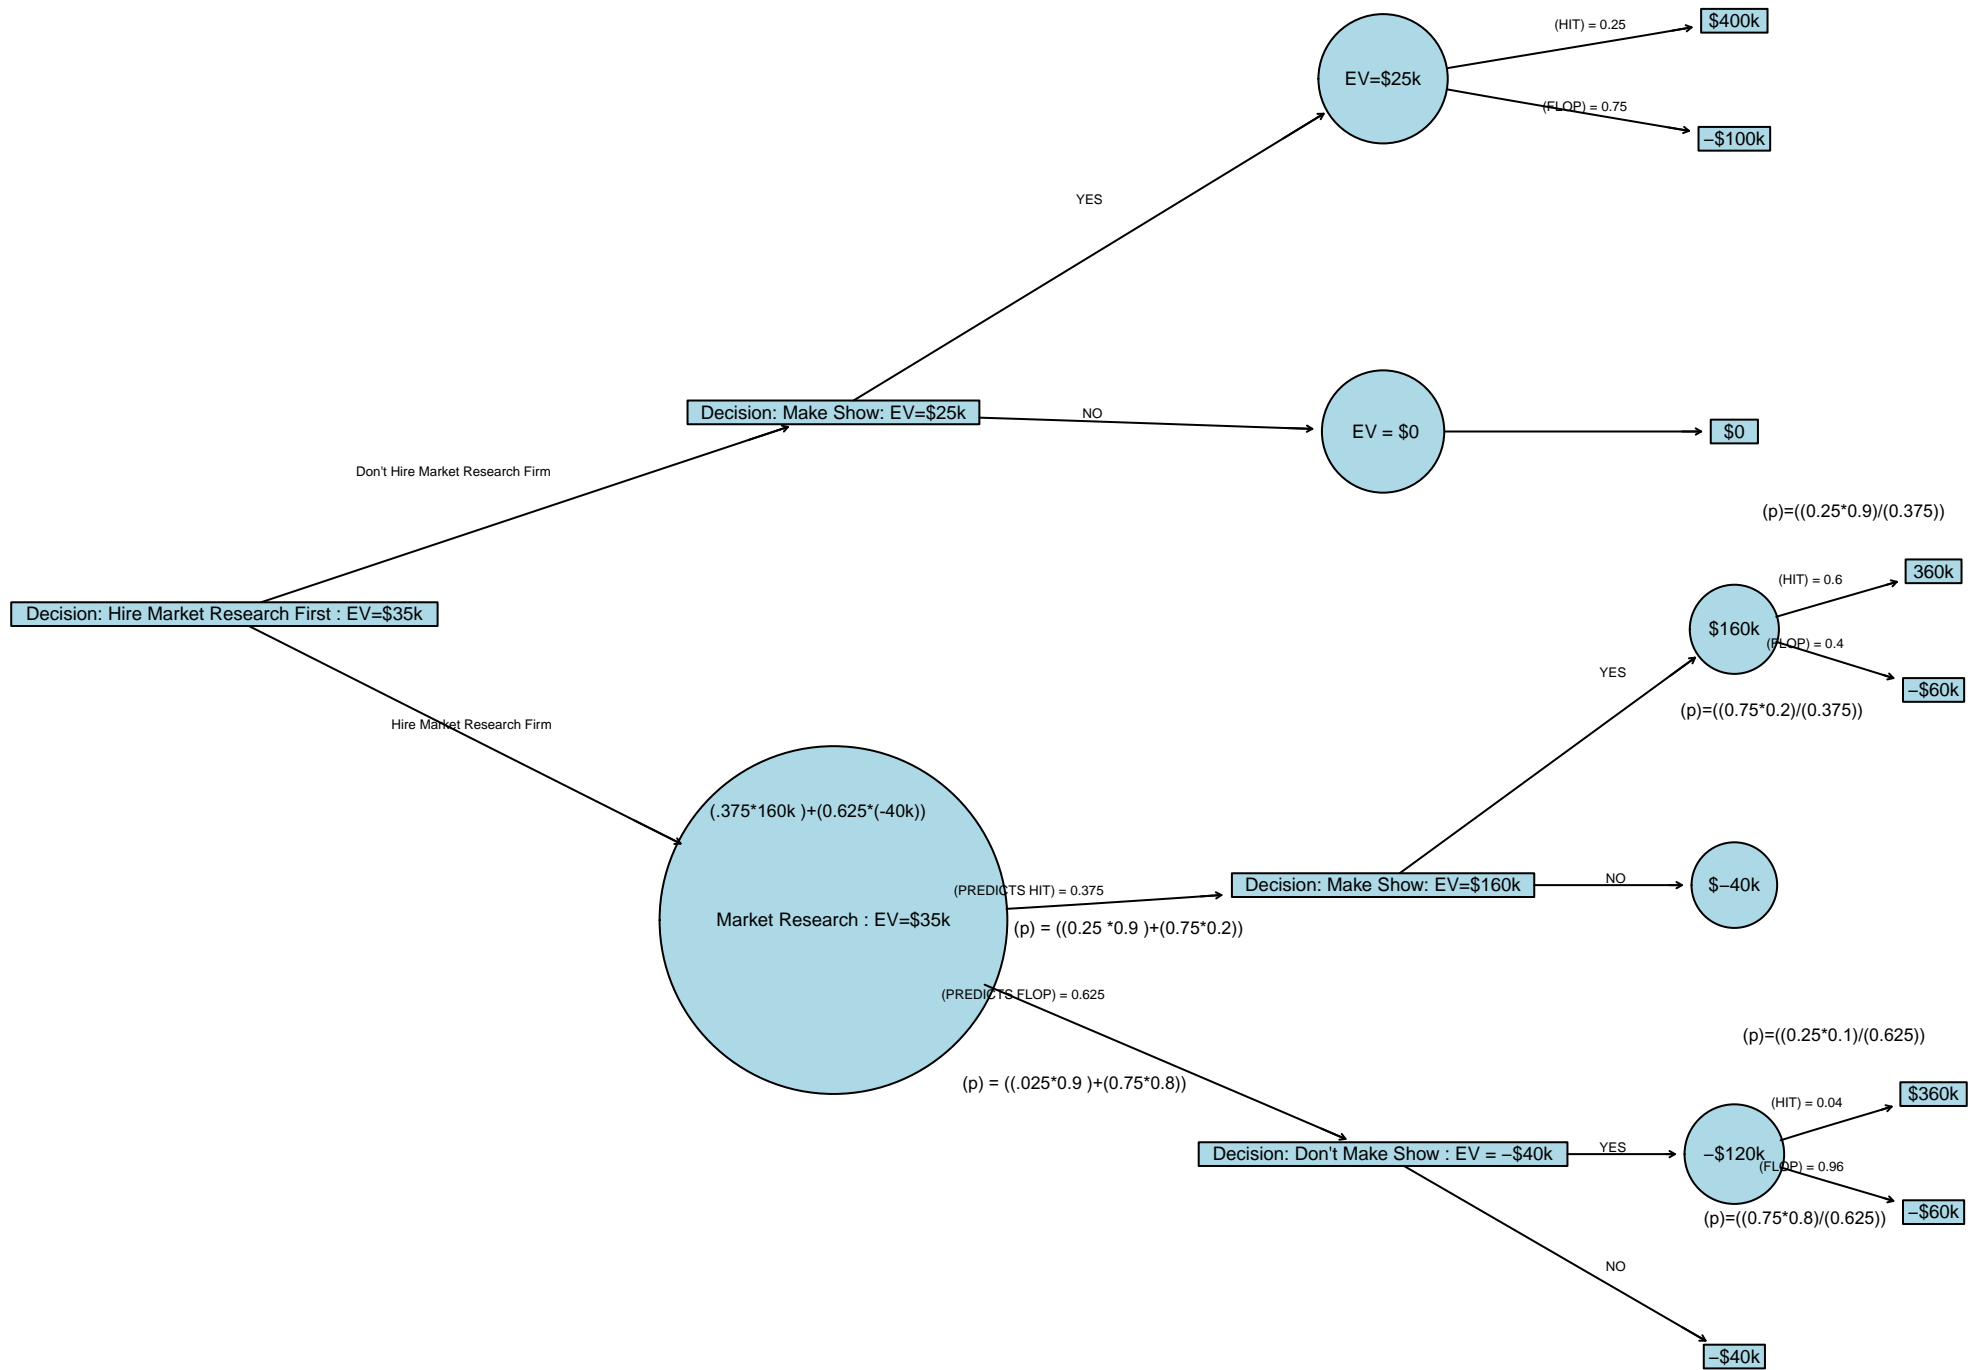 (HIT) = 0.25
$400k
EV=$25k
(FLOP) = 0.75
−$100k
YES
Decision: Make Show: EV=$25k
NO
EV = $0
$0
Don't Hire Market Research Firm
(p)=((0.25*0.9)/(0.375))
(HIT) = 0.6
360k
Decision: Hire Market Research First : EV=$35k
$160k
(FLOP) = 0.4
YES
−$60k
(p)=((0.75*0.2)/(0.375))
Hire Market Research Firm
(.375*160k )+(0.625*(-40k))
(PREDICTS HIT) = 0.375
Decision: Make Show: EV=$160k
NO
$−40k
Market Research : EV=$35k
(p) = ((0.25 *0.9 )+(0.75*0.2))
(PREDICTS FLOP) = 0.625
(p)=((0.25*0.1)/(0.625))
(p) = ((.025*0.9 )+(0.75*0.8))
(HIT) = 0.04
$360k
Decision: Don't Make Show : EV = −$40k
YES
−$120k
(FLOP) = 0.96
−$60k
(p)=((0.75*0.8)/(0.625))
NO
−$40k